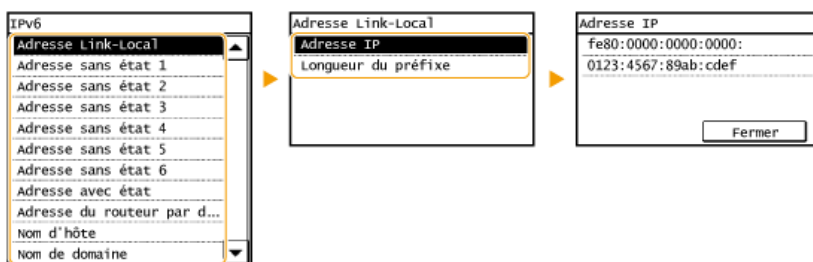 IPv6
Adresse Link-Local
Adresse sans état 1
Adresse sans état 2
Adresse sans état 3
Adresse sans état 4
Adresse sans état 5
Adresse sans état 6
Adresse avec état
Adresse du routeur par d...
Nom d'hôte
Nom de domaine
Adresse Link-Local
Adresse IP
Longueur du préfixe
Adresse IP
fe80:0000:0000:0000:
0123:4567:89ab:cdef
Fermer